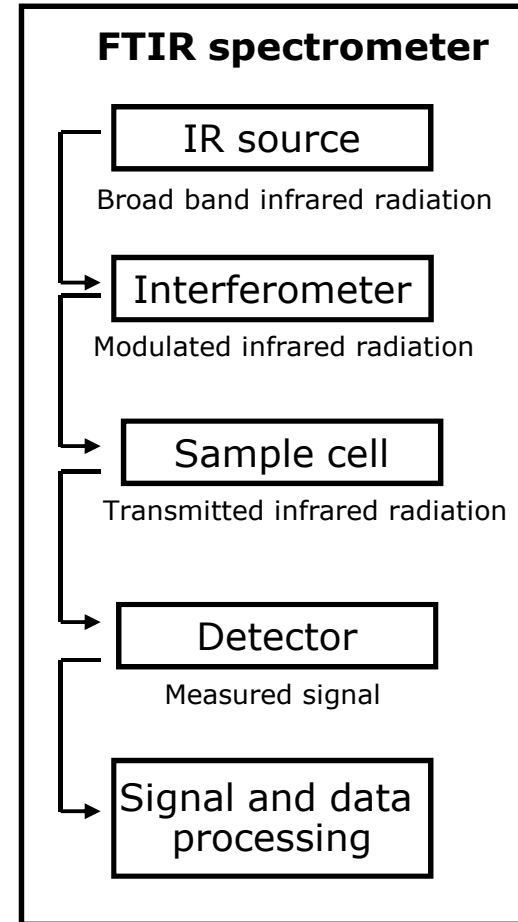 FTIR spectrometer
IR source
Broad band infrared radiation
Interferometer
Modulated infrared radiation
Sample cell
Transmitted infrared radiation
Detector
Measured signal
Signal and data
processing